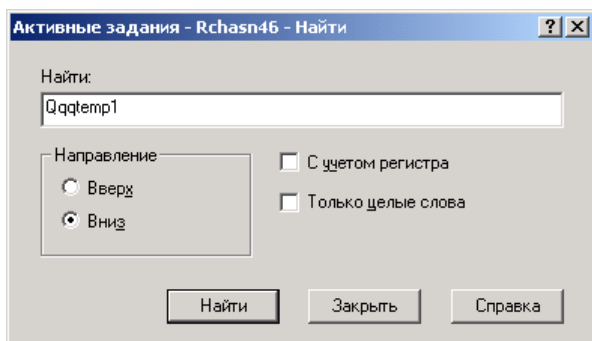 Активные задания - Rchasn46 - Найти
Найти:
Qqqtemp1
Направление
Вверх
Вниз
С учетом регистра
Только целые слова
Найти
Закрыть
Справка